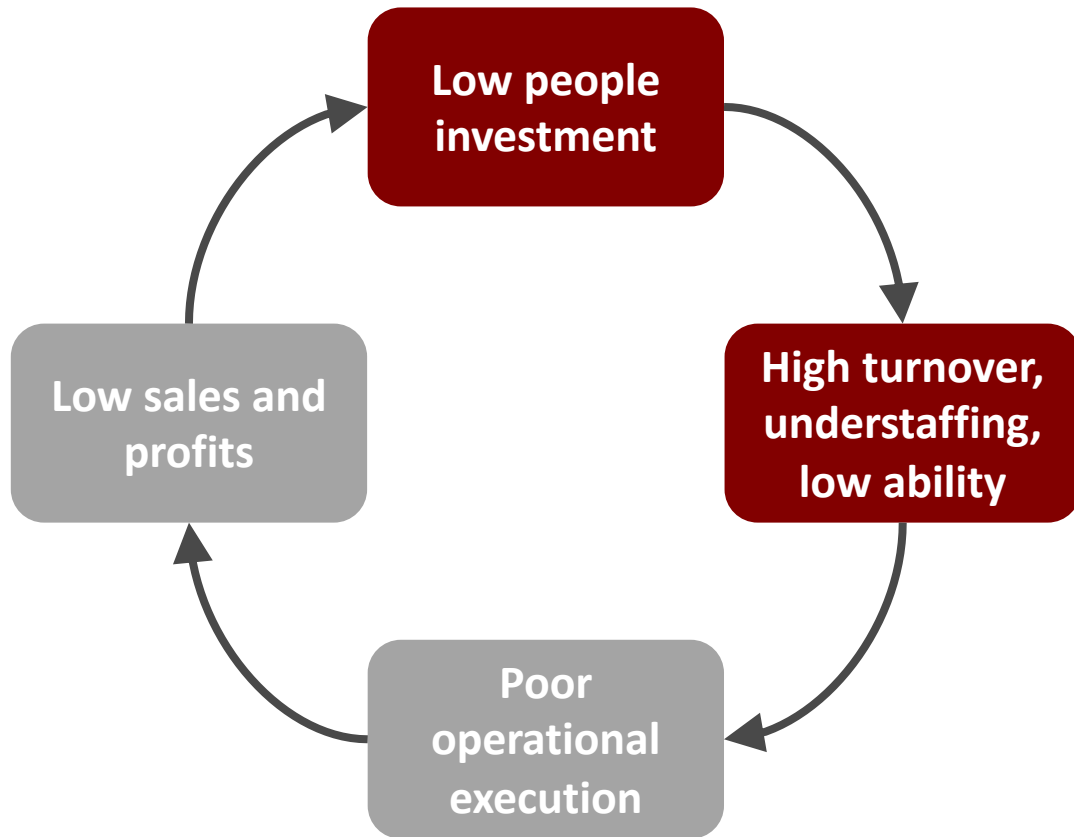 Low people
investment
High turnover,
understaffing,
low ability
Poor
operational
execution
Low sales and
profits